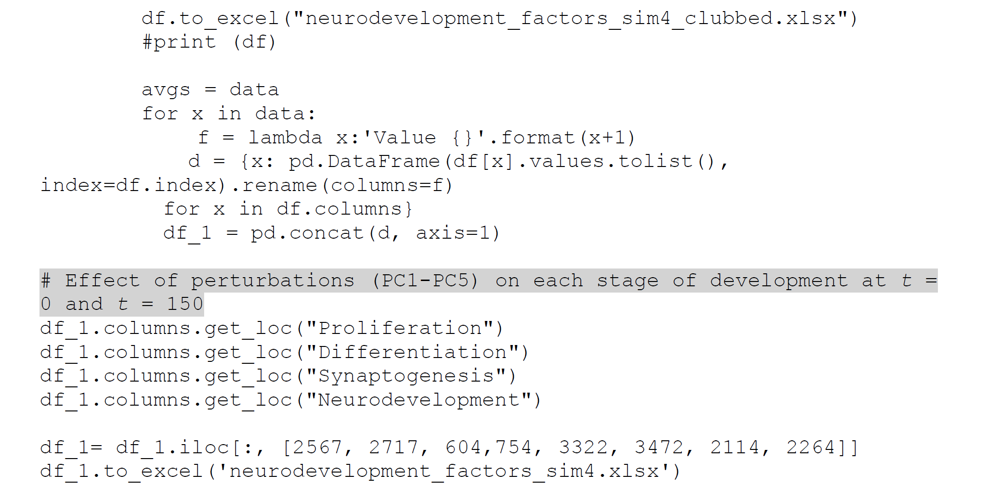 df.to_excel("neurodevelopment_factors_sim4_clubbed.xlsx")
#print (df)
avgs = data
for x in data:
f = lambda x:'Value {}'.format(x+1)
d = {x: pd.DataFrame(df[x].values.tolist(),
index=df.index).rename(columns=f)
for x in df.columns}
df_1 = pd.concat(d, axis=1)
# Effect of perturbations (PC1-PC5) on each stage of development at t =
0 and t = 150
df_1.columns.get_loc("Proliferation")
df_1.columns.get_loc("Differentiation")
df_1.columns.get_loc("Synaptogenesis")
df_1.columns.get_loc("Neurodevelopment")
df_1= df_1.iloc[:, [2567, 2717, 604,754, 3322, 3472, 2114, 2264]]
df_1.to_excel('neurodevelopment_factors_sim4.xlsx')